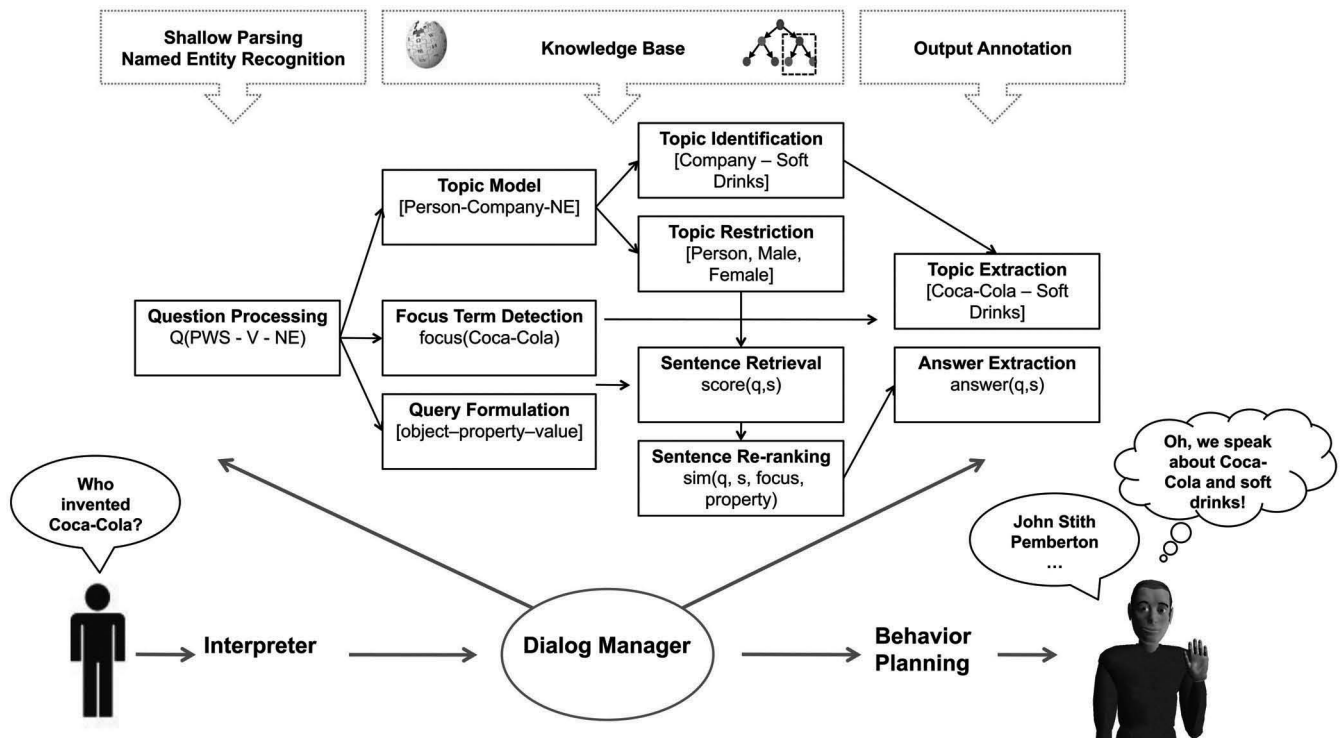 Shallow Parsing
Named Entity Recognition
Knowledge Base
Output Annotation
Topic Identification
[Company – Soft
Drinks]
Topic Model
[Person-Company-NE]
Topic Restriction
[Person, Male,
Female]
Topic Extraction
[Coca-Cola – Soft
Drinks]
Question Processing
Q(PWS - V - NE)
Focus Term Detection
focus(Coca-Cola)
Sentence Retrieval
score(q,s)
Answer Extraction
answer(q,s)
Query Formulation
[object–property–value]
Sentence Re-ranking
sim(q, s, focus,
property)
Who
invented
Coca-Cola?
Oh, we speak
about Coca-
Cola and soft
drinks!
John Stith
Pemberton
...
Interpreter
Dialog Manager
Behavior
Planning